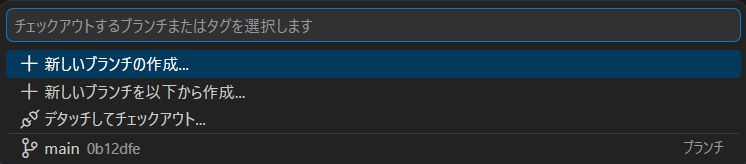 チェックアウトするブランチまたはタグを選択します
新しいブランチの作成...
新しいブランチを以下から作成...
デタッチしてチェックアウト...
main 0b12dfe ブランチ